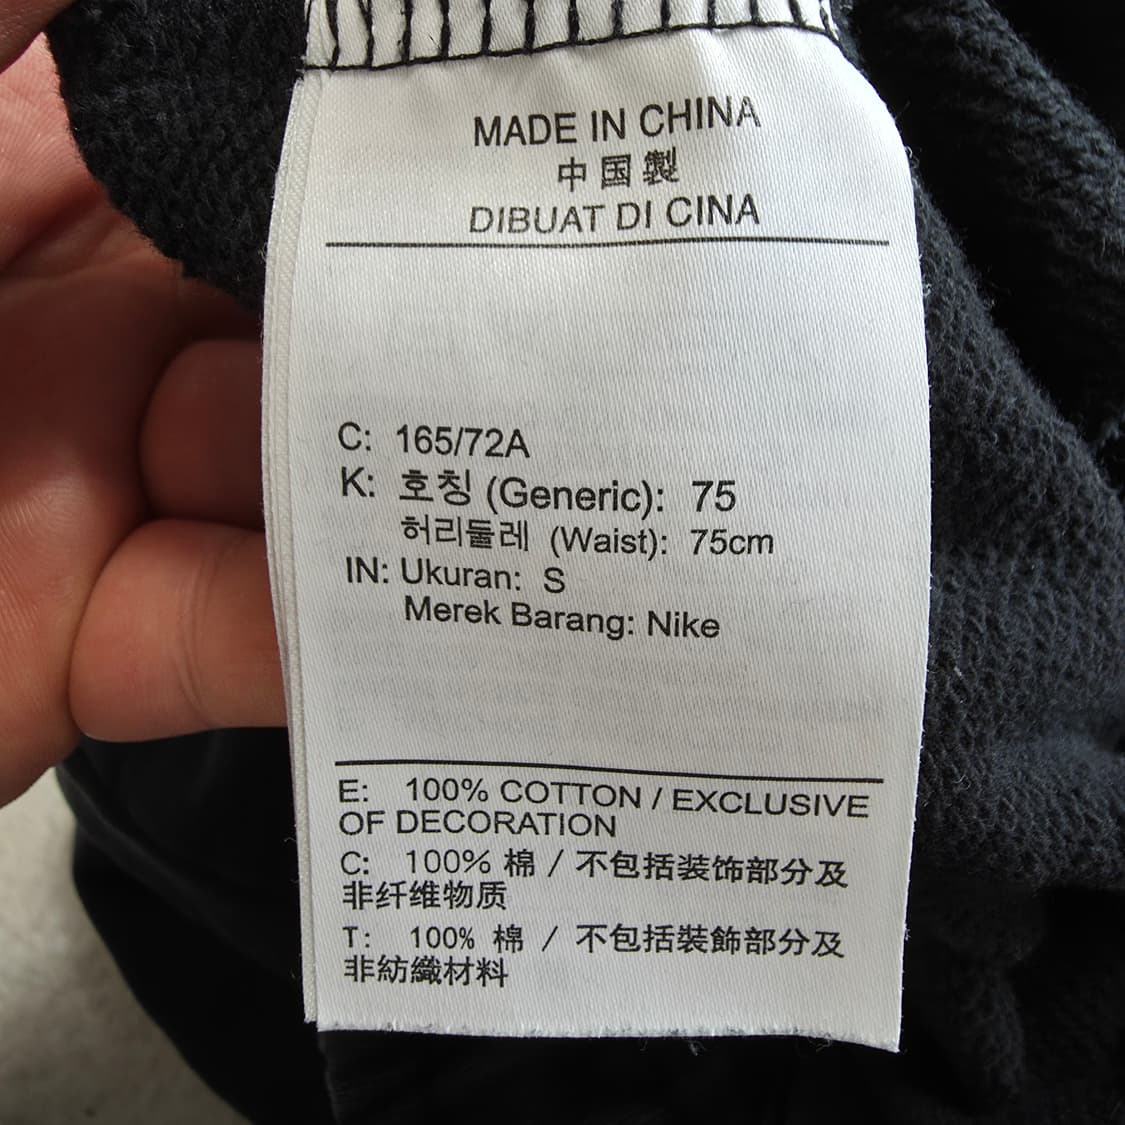 MADE IN CHINA
中国製
DIBUAT DI CINA
C: 165/72A
K: 호칭 (Generic): 75
허리둘레 (Waist): 75cm
IN: Ukuran: S
Merek Barang: Nike
E: 100% COTTON / EXCLUSIVE
OF DECORATION
C: 100% 棉 / 不包括装饰部分及
非纤维物质
T: 100% 棉 / 不包括裝飾部分及
非紡織材料